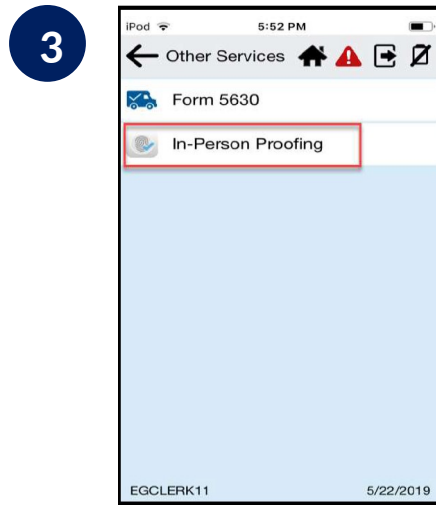 3
iPod 5:52 PM
Other Services
Form 5630
In-Person Proofing
EGCLERK11 5/22/2019